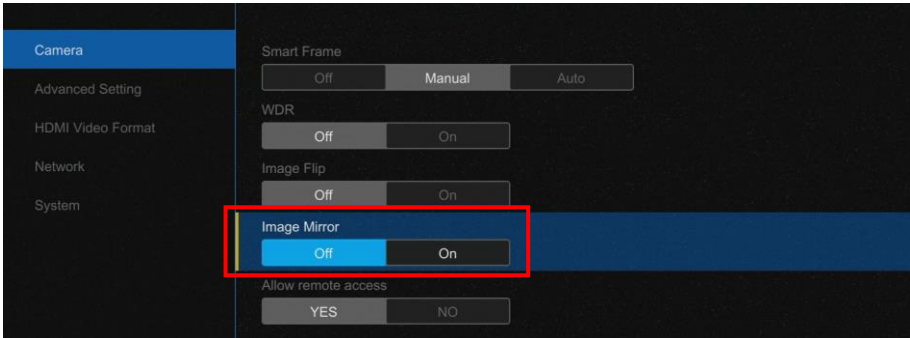 Camera
Advanced Setting
HDMI Video Format
Network
System
Smart Frame
Off Manual Auto
WDR
Off On
Image Flip
Off On
Image Mirror
Off On
Allow remote access
YES NO